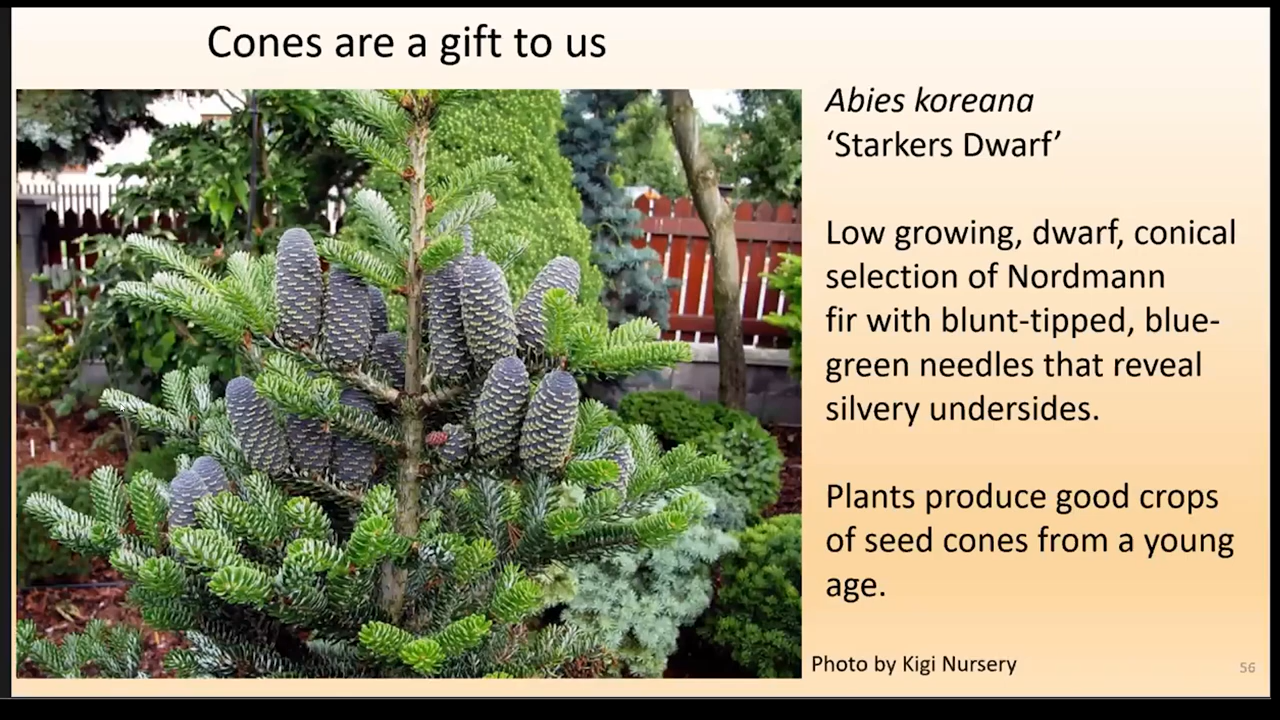 Cones are a gift to us
Abies koreana
‘Starkers Dwarf’
Low growing, dwarf, conical
selection of Nordmann
fir with blunt-tipped, blue-
green needles that reveal
silvery undersides.
Plants produce good crops
of seed cones from a young
age.
Photo by Kigi Nursery
56